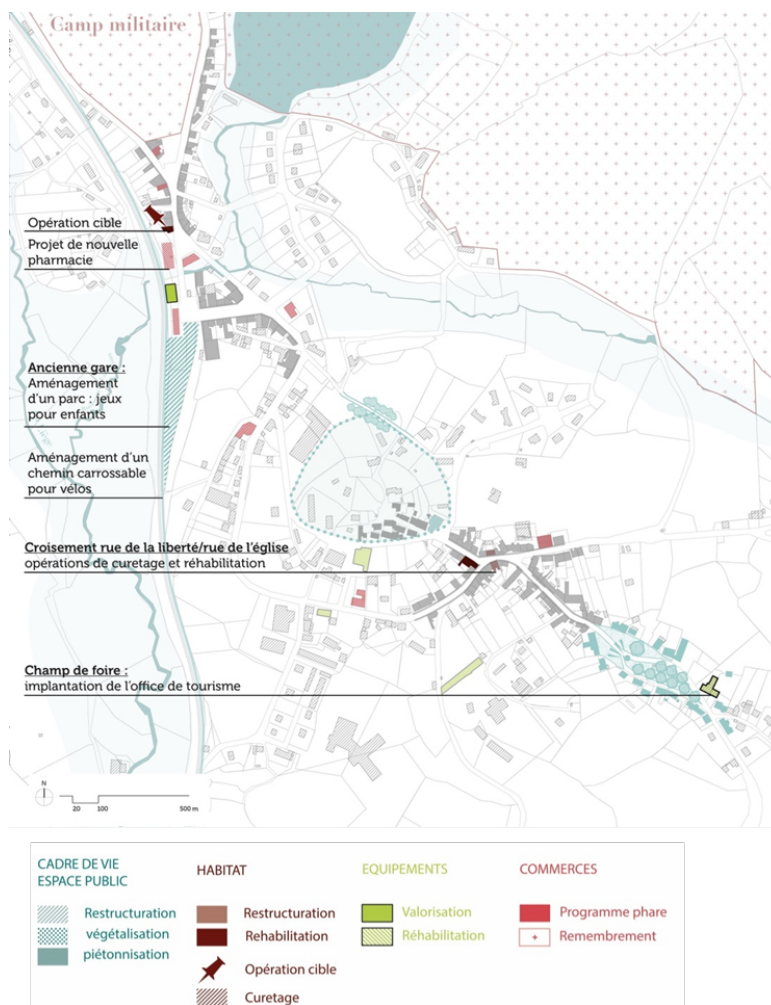 Camp militaire
Opération cible
Projet de nouvelle
pharmacie
Ancienne gare :
Aménagement
d'un parc : jeux
pour enfants
Aménagement d'un
chemin carrossable
pour vélos
Croisement rue de la liberté/rue de l'église
opérations de curetage et réhabilitation
Champ de foire :
implantation de l'office de tourisme
N
20 100 500 m
CADRE DE VIE
ESPACE PUBLIC
Restructuration
végétalisation
piétonnisation
HABITAT
Restructuration
Rehabilitation
Opération cible
Curetage
EQUIPEMENTS
Valorisation
Réhabilitation
COMMERCES
Programme phare
Remembrement